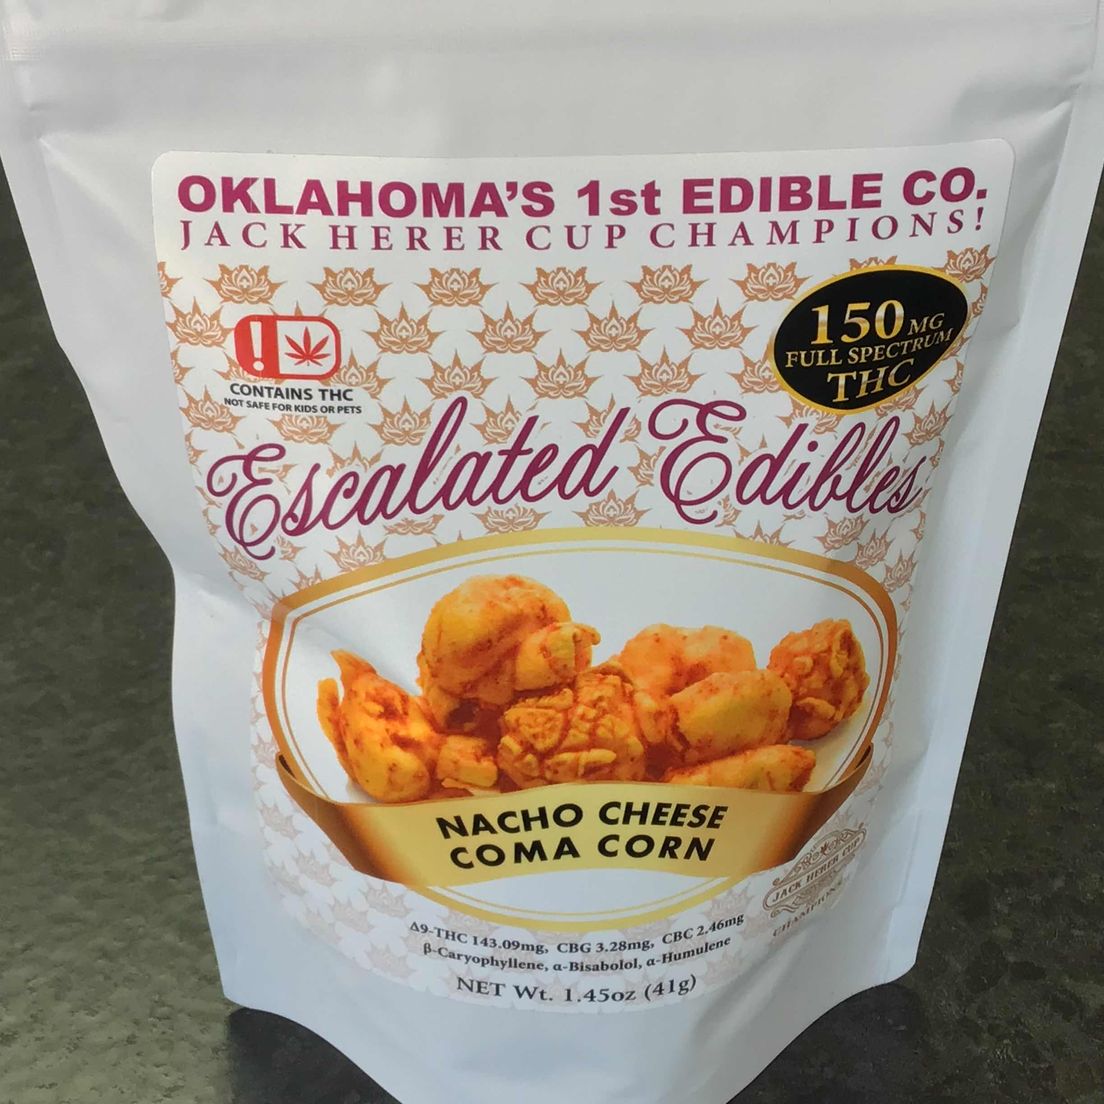 OKLAHOMA'S 1st EDIBLE CO.
JACK HERER CUP CHAMPIONS!
150 MG
FULL SPECTRUM
THC
CONTAINS THC
NOT SAFE FOR KIDS OR PETS
Escalated Edibles
NACHO CHEESE
COMA CORN
JACK HERER CUP
CHAMPIONS
Δ9-THC 143.09mg, CBG 3.28mg, CBC 2.46mg
β-Caryophyllene, α-Bisabolol, α-Humulene
NET Wt. 1.45oz (41g)